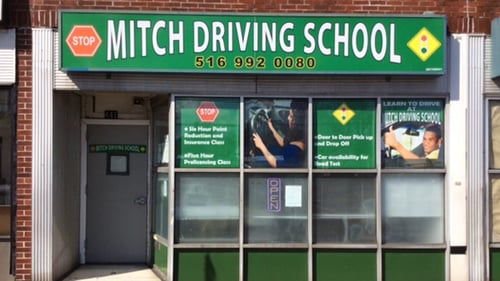 STOP
MITCH DRIVING SCHOOL
516 992 0080
MITCH DRIVING SCHOOL
STOP
Six Hour Point
Reduction and
Insurance Class
Five Hour
Prelicensing Class
Door to Door Pick up
and Drop Off
Car availability for
Road Test
LEARN TO DRIVE
AT
MITCH DRIVING SCHOOL
OPEN